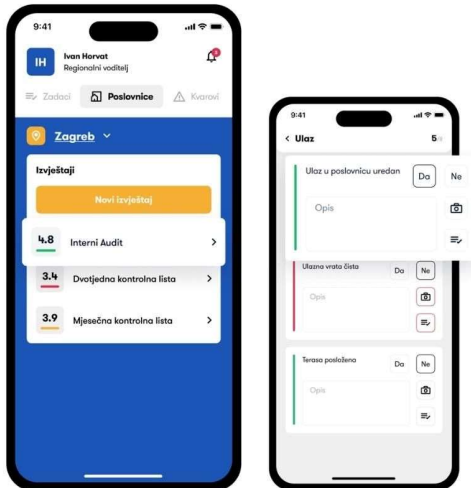 9:41
IH
Ivan Horvat
Regionalni voditelj
Zadaci
Poslovnice
Kvarovi
Zagreb
Izvještaji
Novi izvještaj
4.8 Interni Audit
3.4 Dvotjedna kontrolna lista
3.9 Mjesečna kontrolna lista
9:41
Ulaz
5
Ulaz u poslovnicu uredan Da Ne
Opis
Ulazna vrata čista Da Ne
Opis
Terasa posložena Da Ne
Opis